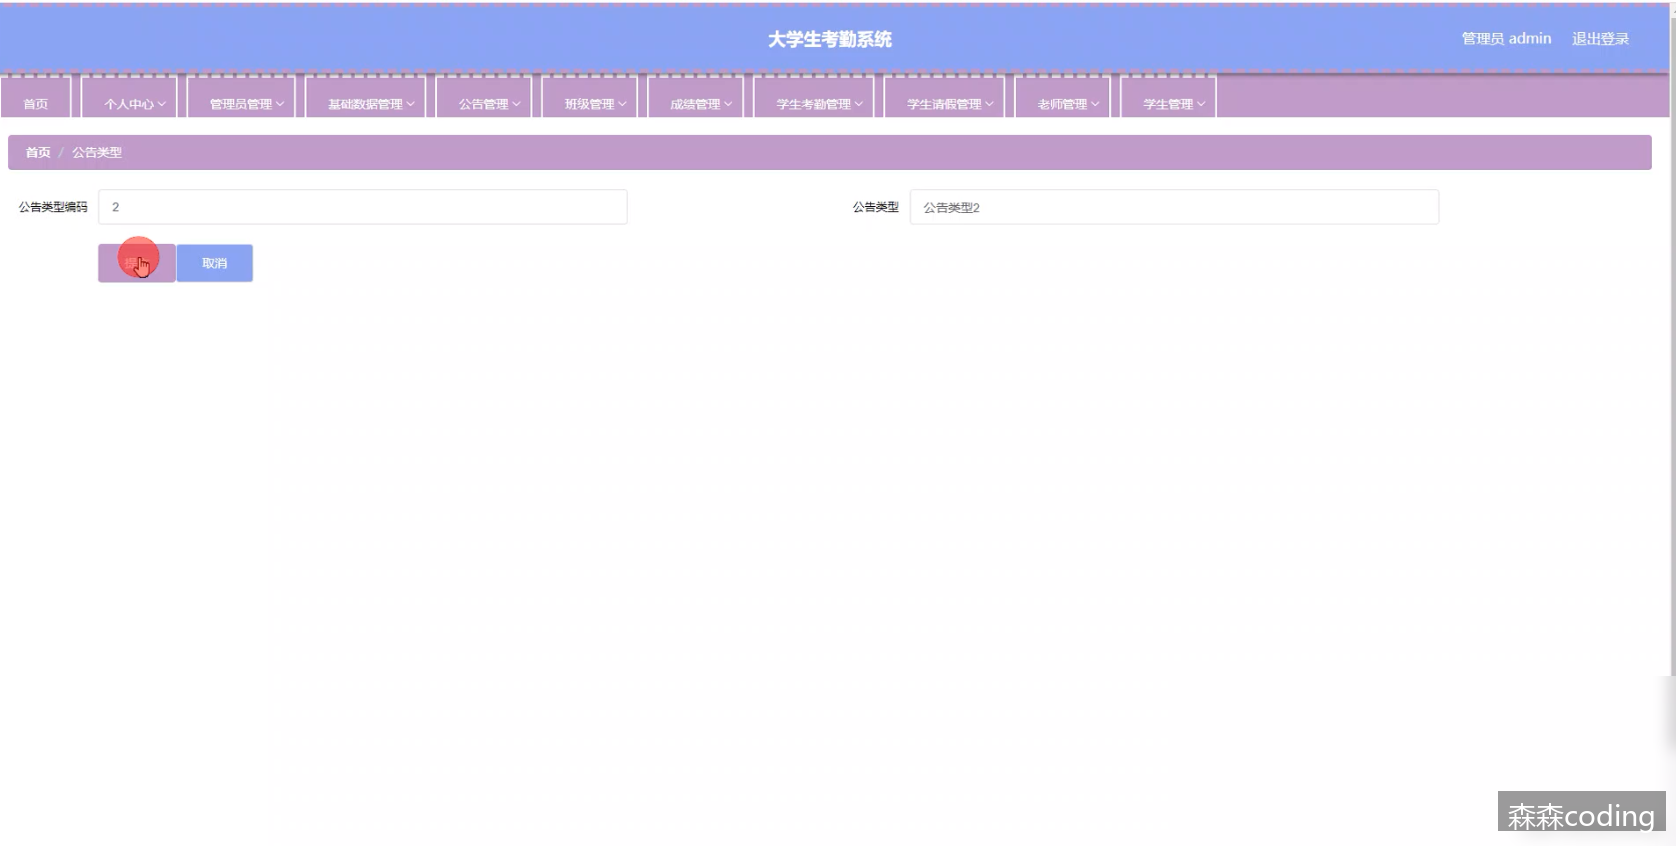 大学生考勤系统
管理员 admin 退出登录
首页 个人中心 管理员管理 基础数据管理 公告管理 班级管理 成绩管理 学生考勤管理 学生请假管理 老师管理 学生管理
首页 / 公告类型
公告类型编码 2 公告类型 公告类型2
取消
森森coding